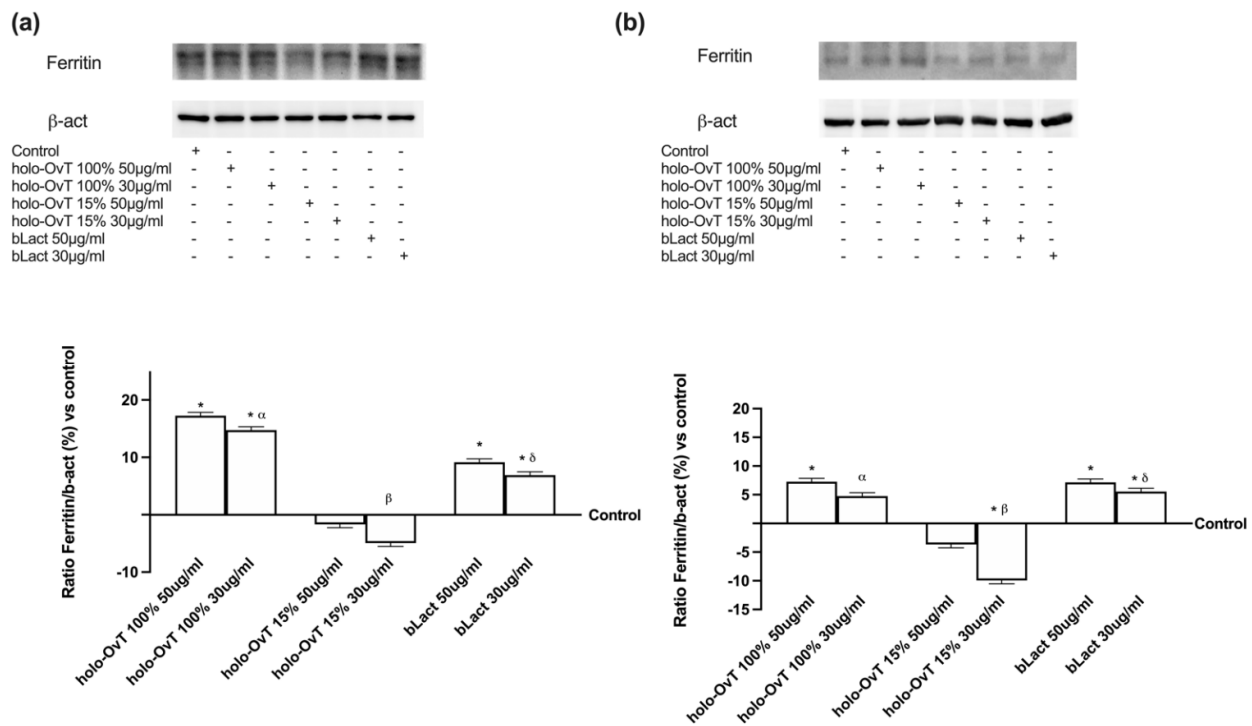 (a)
Ferritin
β-act
Control + - - - - - -
holo-OvT 100% 50µg/ml - + - - - - -
holo-OvT 100% 30µg/ml - - + - - - -
holo-OvT 15% 50µg/ml - - - + - - -
holo-OvT 15% 30µg/ml - - - - + - -
bLact 50µg/ml - - - - - + -
bLact 30µg/ml - - - - - - +
Ratio Ferritin/b-act (%) vs control
20
10
0
-10
*
* α
β
*
* δ
Control
holo-OvT 100% 50ug/ml
holo-OvT 100% 30ug/ml
holo-OvT 15% 50ug/ml
holo-OvT 15% 30ug/ml
bLact 50ug/ml
bLact 30ug/ml
(b)
Ferritin
β-act
Control + - - - - - -
holo-OvT 100% 50µg/ml - + - - - - -
holo-OvT 100% 30µg/ml - - + - - - -
holo-OvT 15% 50µg/ml - - - + - - -
holo-OvT 15% 30µg/ml - - - - + - -
bLact 50µg/ml - - - - - + -
bLact 30µg/ml - - - - - - +
Ratio Ferritin/b-act (%) vs control
20
15
10
5
0
-5
-10
-15
*
α
* β
*
* δ
Control
holo-OvT 100% 50ug/ml
holo-OvT 100% 30ug/ml
holo-OvT 15% 50ug/ml
holo-OvT 15% 30ug/ml
bLact 50ug/ml
bLact 30ug/ml